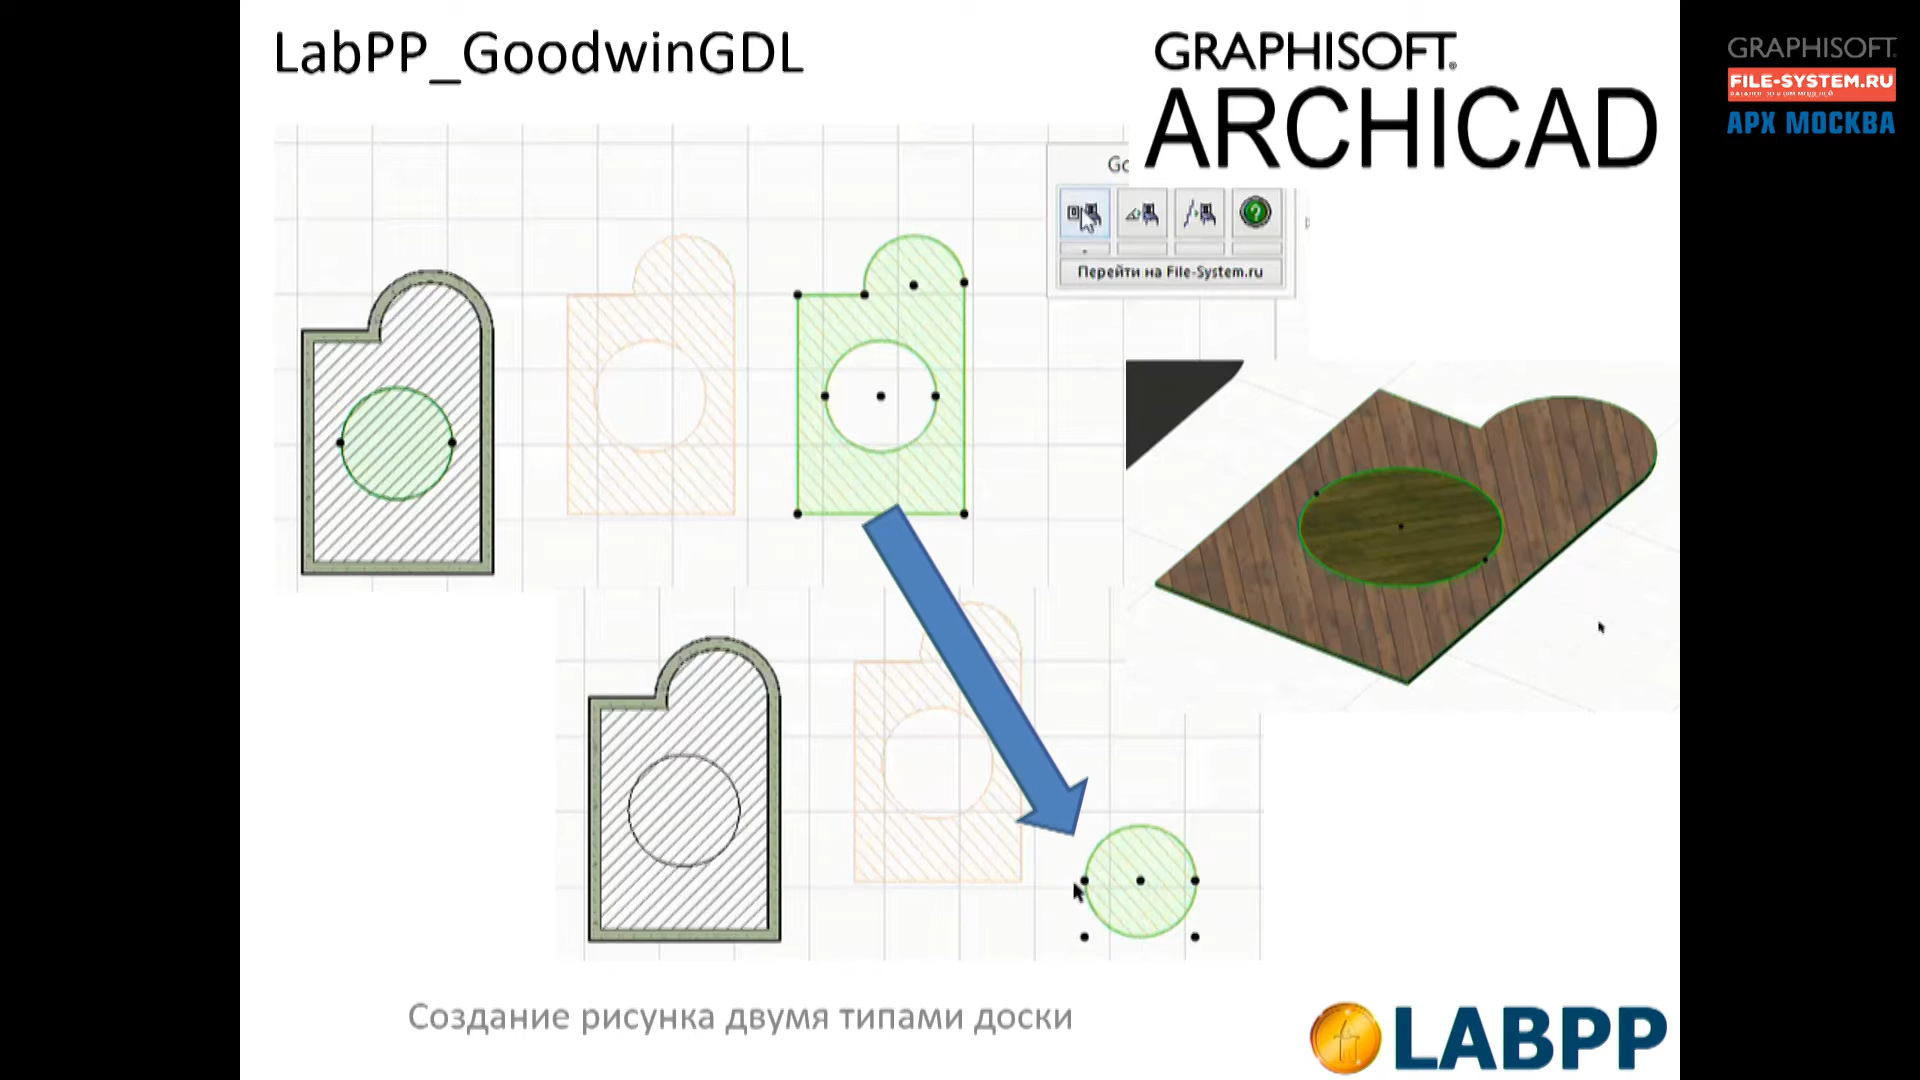 LabPP_GoodwinGDL
GRAPHISOFT®
ARCHICAD
GRAPHISOFT
FILE-SYSTEM.RU
АРХ МОСКВА
Go
Перейти на File-System.ru
Создание рисунка двумя типами доски
LABPP